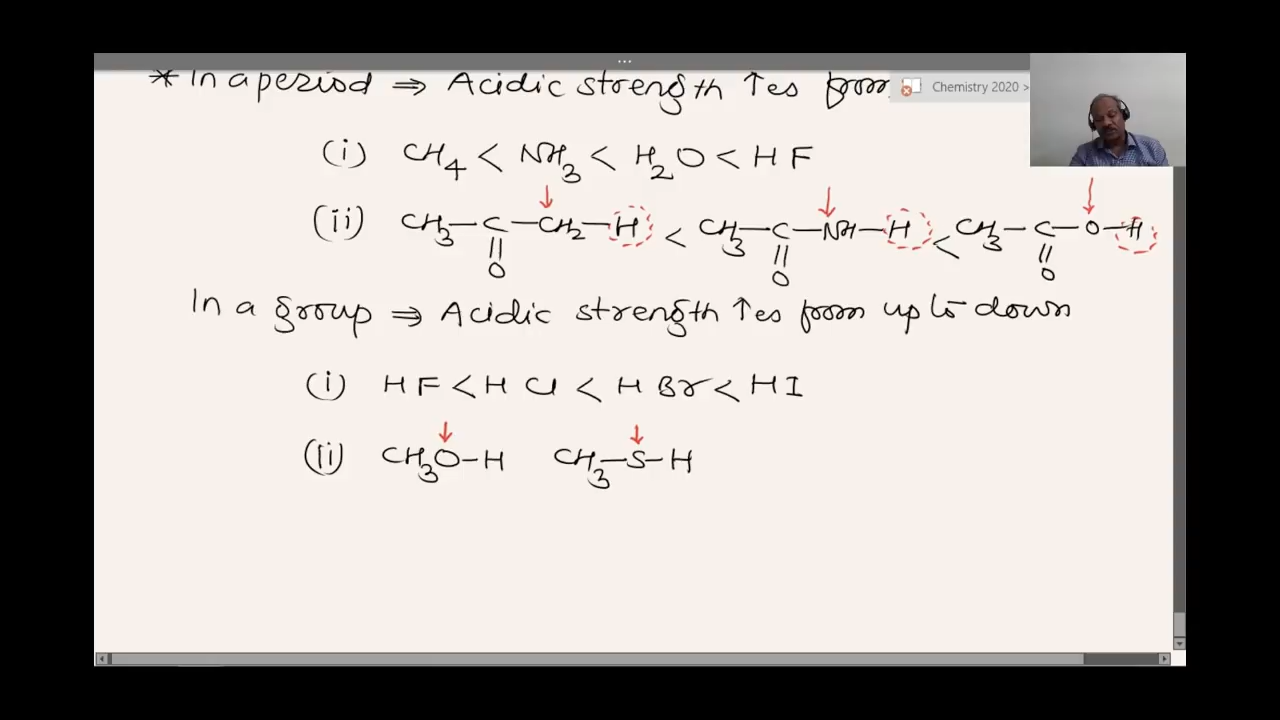 * In a period ⇒ Acidic strength ↑es from
Chemistry 2020 >
(i) CH₄ < NH₃ < H₂O < HF
(ii) CH₃–C–CH₂–H < CH₃–C–NH–H < CH₃–C–O–H
O O O
In a group ⇒ Acidic strength ↑es from up to down
(i) HF < HCl < HBr < HI
(ii) CH₃O–H CH₃–S–H